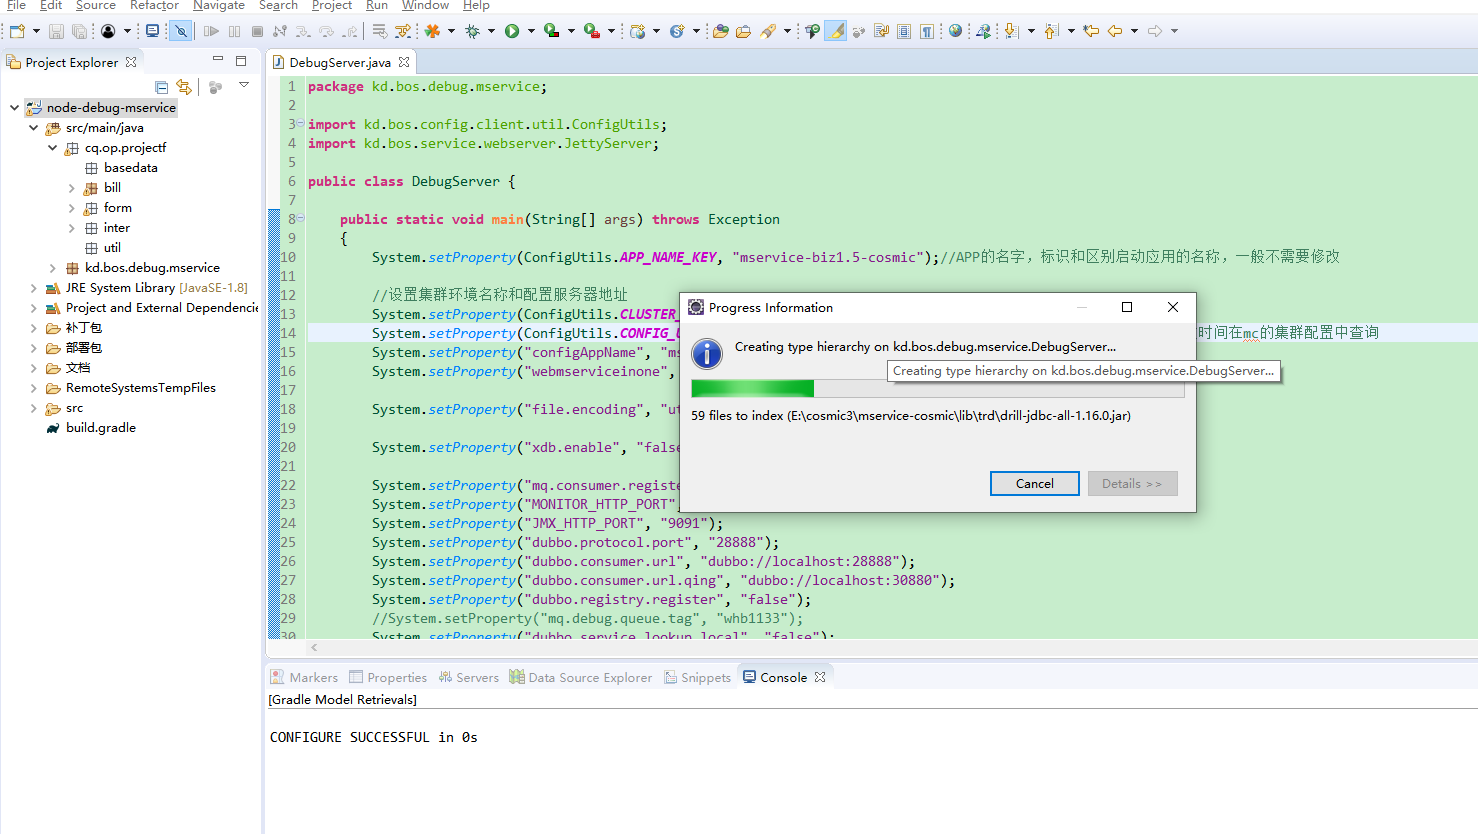 File Edit Source Refactor Navigate Search Project Run Window Help
Project Explorer
node-debug-mservice
src/main/java
cq.op.projectf
basedata
bill
form
inter
util
kd.bos.debug.mservice
JRE System Library [JavaSE-1.8]
Project and External Dependencie
补丁包
部署包
文档
RemoteSystemsTempFiles
src
build.gradle
DebugServer.java
1 package kd.bos.debug.mservice;
2
3 import kd.bos.config.client.util.ConfigUtils;
4 import kd.bos.service.webserver.JettyServer;
5
6 public class DebugServer {
7
8 public static void main(String[] args) throws Exception
9 {
10 System.setProperty(ConfigUtils.APP_NAME_KEY, "mservice-biz1.5-cosmic");//APP的名字，标识和区别启动应用的名称，一般不需要修改
11
12 //设置集群环境名称和配置服务器地址
13 System.setProperty(ConfigUtils.CLUSTER_
14 System.setProperty(ConfigUtils.CONFIG_U 时间在mc的集群配置中查询
15 System.setProperty("configAppName", "ms
16 System.setProperty("webmserviceinone",
17
18 System.setProperty("file.encoding", "ut
19
20 System.setProperty("xdb.enable", "false
21
22 System.setProperty("mq.consumer.registe
23 System.setProperty("MONITOR_HTTP_PORT",
24 System.setProperty("JMX_HTTP_PORT", "9091");
25 System.setProperty("dubbo.protocol.port", "28888");
26 System.setProperty("dubbo.consumer.url", "dubbo://localhost:28888");
27 System.setProperty("dubbo.consumer.url.qing", "dubbo://localhost:30880");
28 System.setProperty("dubbo.registry.register", "false");
29 //System.setProperty("mq.debug.queue.tag", "whb1133");
30 System.setProperty("dubbo.service.lookup.local", "false");
Progress Information
Creating type hierarchy on kd.bos.debug.mservice.DebugServer...
Creating type hierarchy on kd.bos.debug.mservice.DebugServer...
59 files to index (E:\cosmic3\mservice-cosmic\lib\trd\drill-jdbc-all-1.16.0.jar)
Cancel Details >>
Markers Properties Servers Data Source Explorer Snippets Console
[Gradle Model Retrievals]
CONFIGURE SUCCESSFUL in 0s